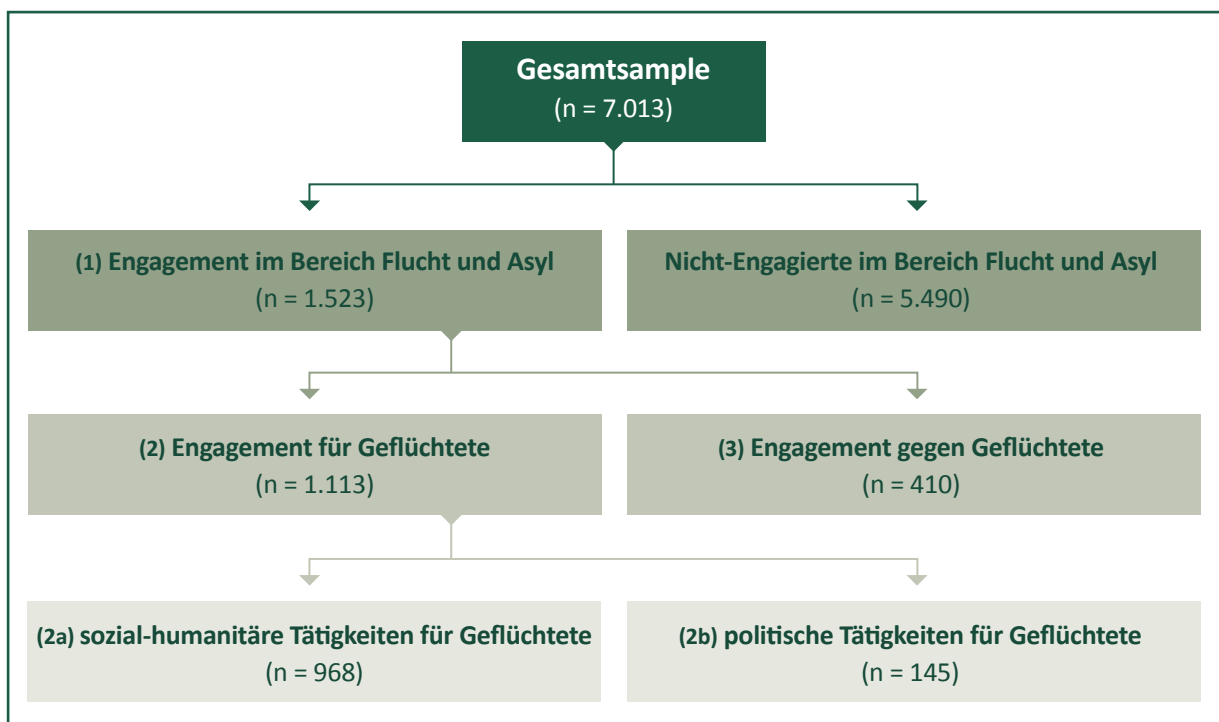 Gesamtsample
(n = 7.013)
(1) Engagement im Bereich Flucht und Asyl
(n = 1.523)
Nicht-Engagierte im Bereich Flucht und Asyl
(n = 5.490)
(2) Engagement für Geflüchtete
(n = 1.113)
(3) Engagement gegen Geflüchtete
(n = 410)
(2a) sozial-humanitäre Tätigkeiten für Geflüchtete
(n = 968)
(2b) politische Tätigkeiten für Geflüchtete
(n = 145)